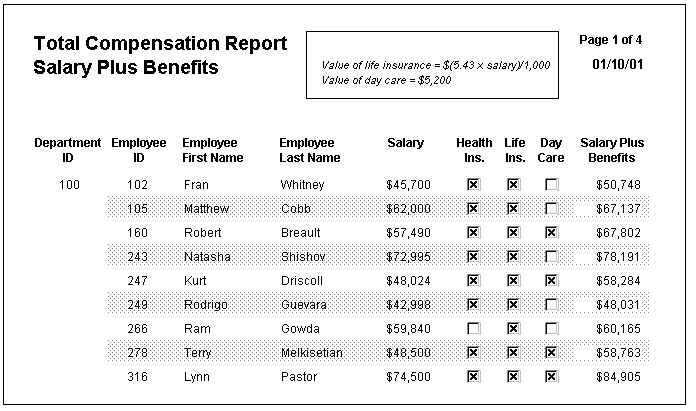 Total Compensation Report
Salary Plus Benefits
Value of life insurance = $(5.43 x salary)/1,000
Value of day care = $5,200
Page 1 of 4
01/10/01
Department Employee Employee Employee Salary Health Life Day Salary Plus
ID ID First Name Last Name Ins. Ins. Care Benefits
100 102 Fran Whitney $45,700 $50,748
105 Matthew Cobb $62,000 $67,137
160 Robert Breault $57,490 $67,802
243 Natasha Shishov $72,995 $78,191
247 Kurt Driscoll $48,024 $58,284
249 Rodrigo Guevara $42,998 $48,031
266 Ram Gowda $59,840 $60,165
278 Terry Melkisetian $48,500 $58,763
316 Lynn Pastor $74,500 $84,905